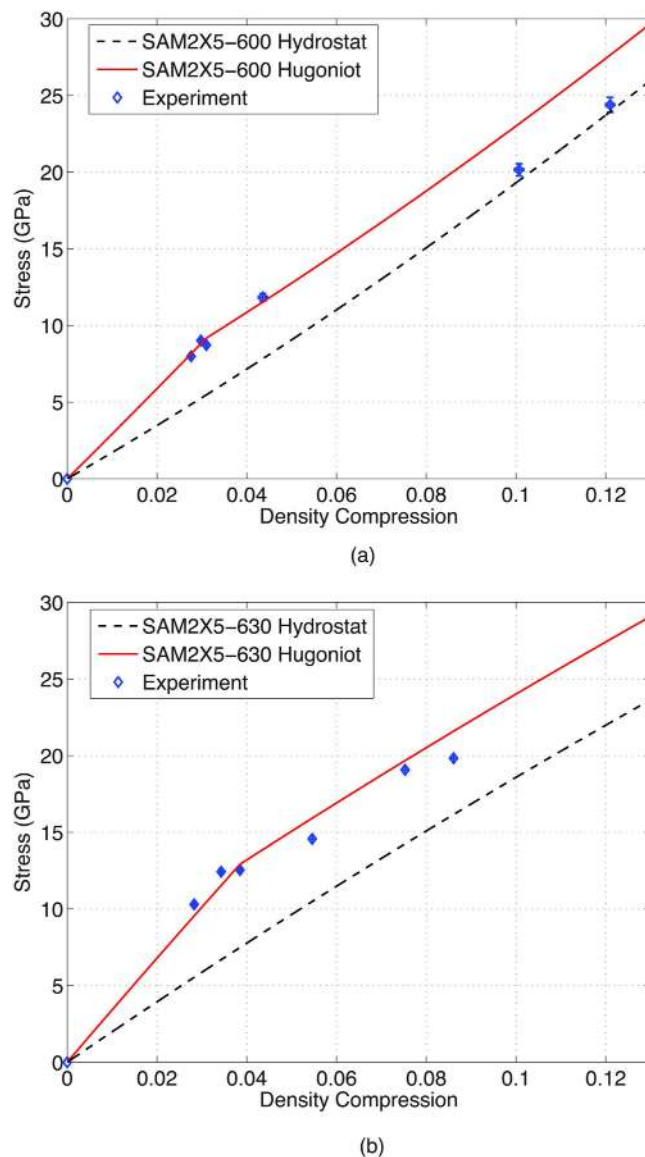 30
25
20
15
10
5
0
Stress (GPa)
SAM2X5-600 Hydrostat
SAM2X5-600 Hugoniot
Experiment
0 0.02 0.04 0.06 0.08 0.1 0.12
Density Compression
(a)
30
25
20
15
10
5
0
Stress (GPa)
SAM2X5-630 Hydrostat
SAM2X5-630 Hugoniot
Experiment
0 0.02 0.04 0.06 0.08 0.1 0.12
Density Compression
(b)